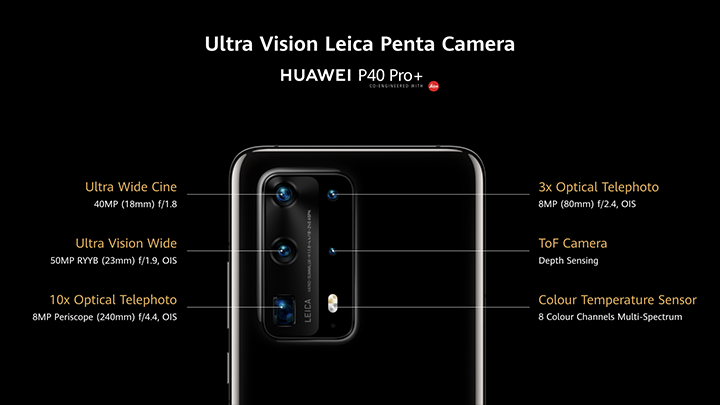 Ultra Vision Leica Penta Camera
HUAWEI P40 Pro+
CO-ENGINEERED WITH
Ultra Wide Cine
40MP (18mm) f/1.8
Ultra Vision Wide
50MP RYYB (23mm) f/1.9, OIS
10x Optical Telephoto
8MP Periscope (240mm) f/4.4, OIS
LEICA
3x Optical Telephoto
8MP (80mm) f/2.4, OIS
ToF Camera
Depth Sensing
Colour Temperature Sensor
8 Colour Channels Multi-Spectrum